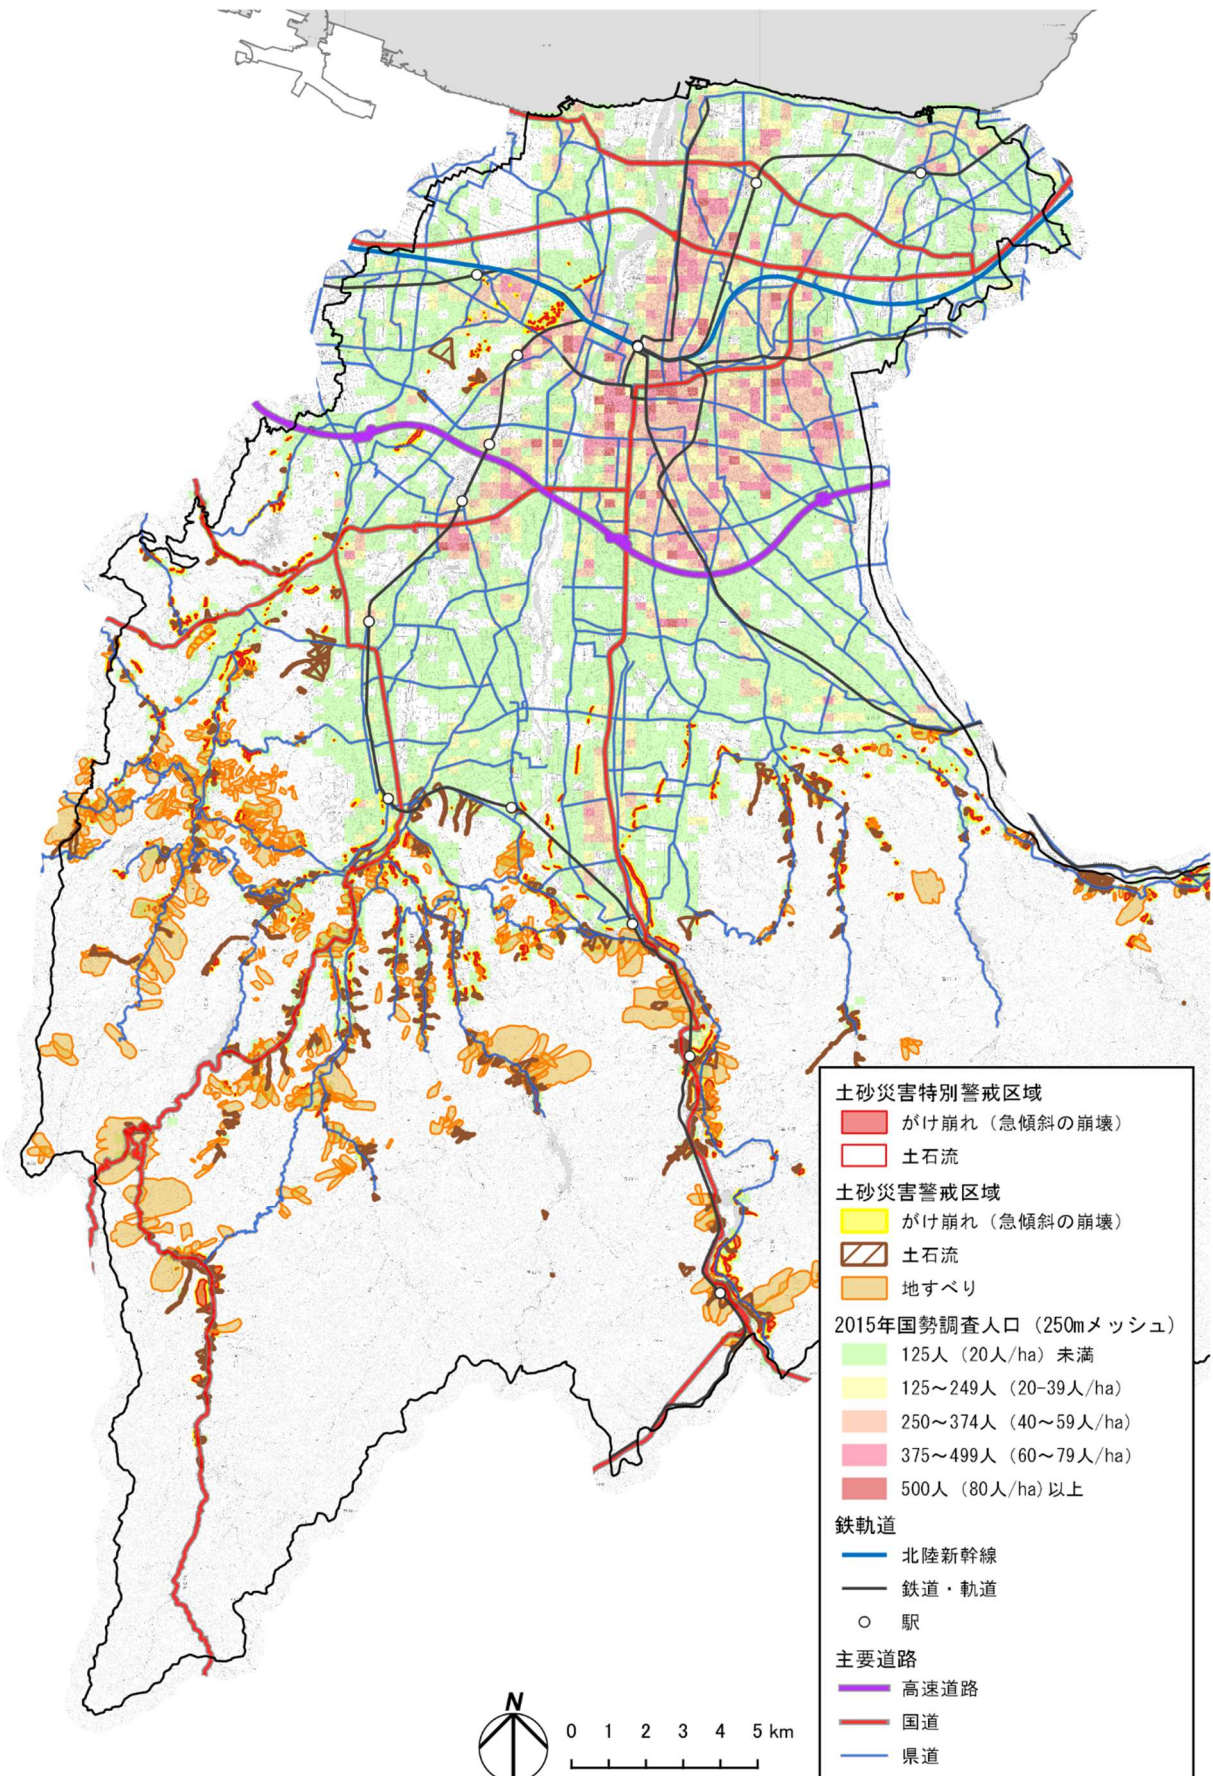 土砂災害特別警戒区域
がけ崩れ（急傾斜の崩壊）
土石流
土砂災害警戒区域
がけ崩れ（急傾斜の崩壊）
土石流
地すべり
2015年国勢調査人口（250mメッシュ）
125人（20人/ha）未満
125～249人（20-39人/ha）
250～374人（40～59人/ha）
375～499人（60～79人/ha）
500人（80人/ha）以上
鉄軌道
北陸新幹線
鉄道・軌道
駅
主要道路
高速道路
国道
県道
N
0 1 2 3 4 5 km